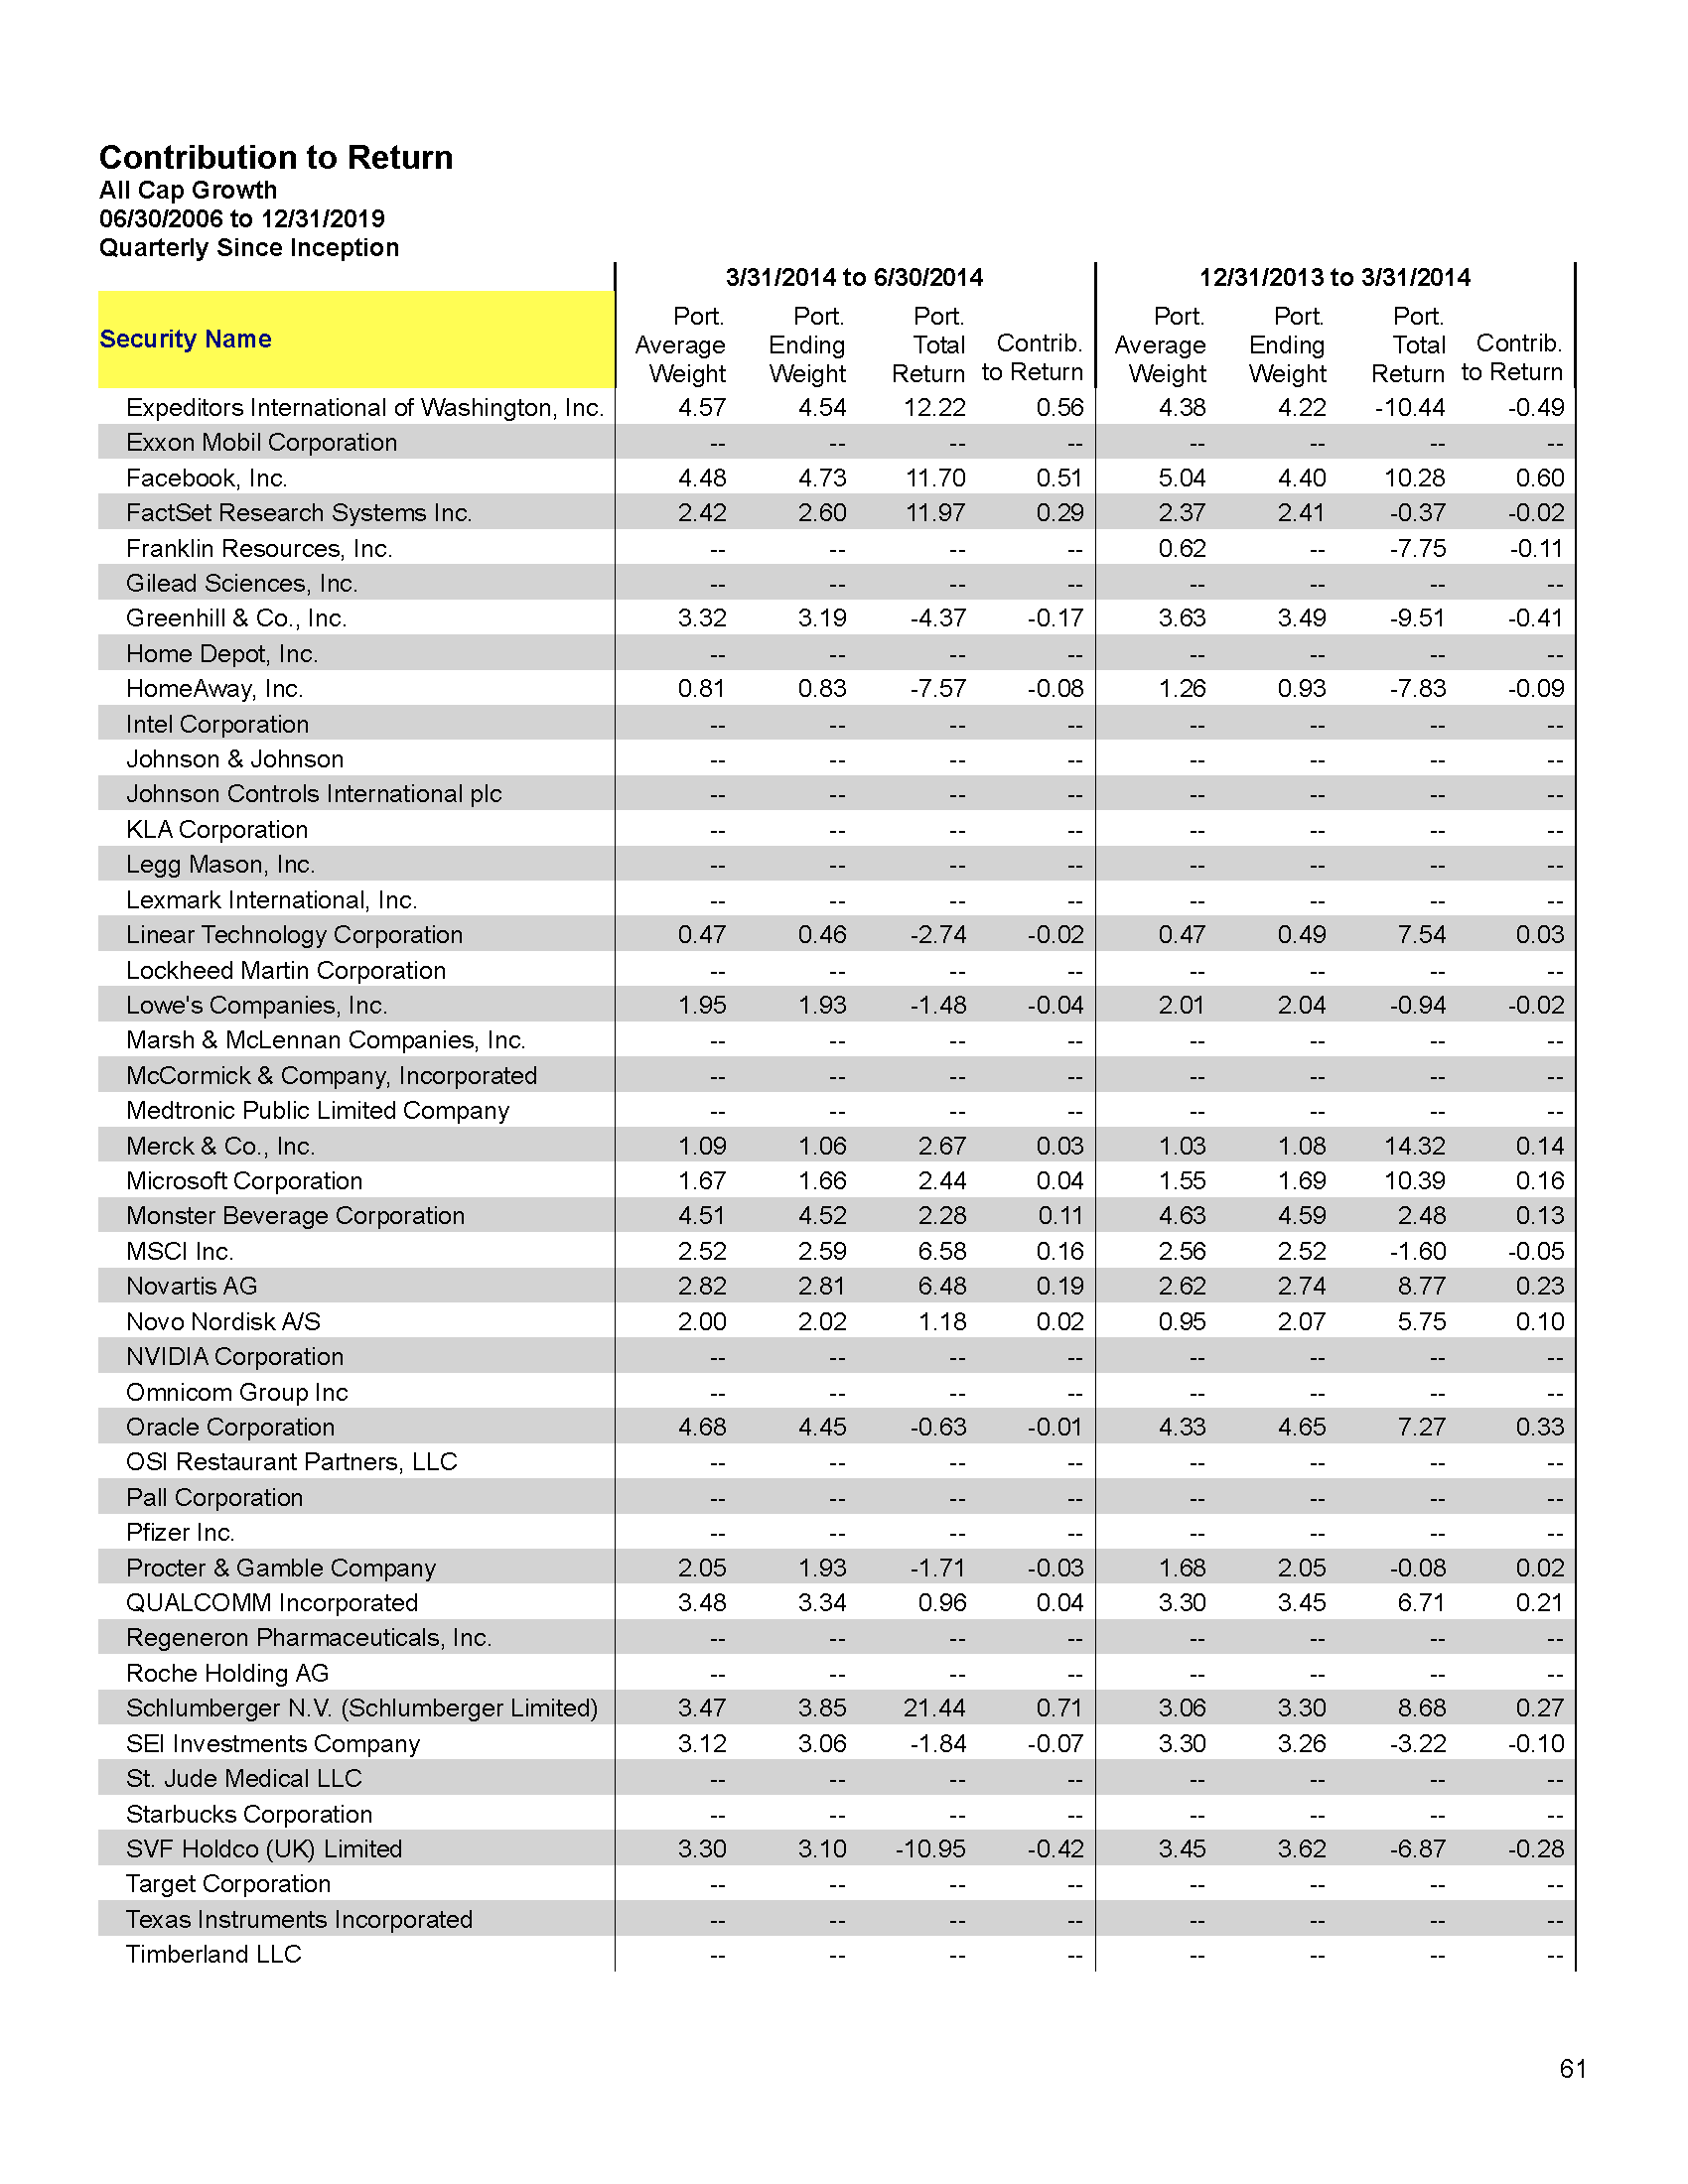 Contribution to Return
All Cap Growth
06/30/2006 to 12/31/2019
Quarterly Since Inception
3/31/2014 to 6/30/2014 12/31/2013 to 3/31/2014
Security Name Port. Average Weight Port. Ending Weight Port. Total Return Contrib. to Return Port. Average Weight Port. Ending Weight Port. Total Return Contrib. to Return
Expeditors International of Washington, Inc. 4.57 4.54 12.22 0.56 4.38 4.22 -10.44 -0.49
Exxon Mobil Corporation -- -- -- -- -- -- -- --
Facebook, Inc. 4.48 4.73 11.70 0.51 5.04 4.40 10.28 0.60
FactSet Research Systems Inc. 2.42 2.60 11.97 0.29 2.37 2.41 -0.37 -0.02
Franklin Resources, Inc. -- -- -- -- 0.62 -- -7.75 -0.11
Gilead Sciences, Inc. -- -- -- -- -- -- -- --
Greenhill & Co., Inc. 3.32 3.19 -4.37 -0.17 3.63 3.49 -9.51 -0.41
Home Depot, Inc. -- -- -- -- -- -- -- --
HomeAway, Inc. 0.81 0.83 -7.57 -0.08 1.26 0.93 -7.83 -0.09
Intel Corporation -- -- -- -- -- -- -- --
Johnson & Johnson -- -- -- -- -- -- -- --
Johnson Controls International plc -- -- -- -- -- -- -- --
KLA Corporation -- -- -- -- -- -- -- --
Legg Mason, Inc. -- -- -- -- -- -- -- --
Lexmark International, Inc. -- -- -- -- -- -- -- --
Linear Technology Corporation 0.47 0.46 -2.74 -0.02 0.47 0.49 7.54 0.03
Lockheed Martin Corporation -- -- -- -- -- -- -- --
Lowe's Companies, Inc. 1.95 1.93 -1.48 -0.04 2.01 2.04 -0.94 -0.02
Marsh & McLennan Companies, Inc. -- -- -- -- -- -- -- --
McCormick & Company, Incorporated -- -- -- -- -- -- -- --
Medtronic Public Limited Company -- -- -- -- -- -- -- --
Merck & Co., Inc. 1.09 1.06 2.67 0.03 1.03 1.08 14.32 0.14
Microsoft Corporation 1.67 1.66 2.44 0.04 1.55 1.69 10.39 0.16
Monster Beverage Corporation 4.51 4.52 2.28 0.11 4.63 4.59 2.48 0.13
MSCI Inc. 2.52 2.59 6.58 0.16 2.56 2.52 -1.60 -0.05
Novartis AG 2.82 2.81 6.48 0.19 2.62 2.74 8.77 0.23
Novo Nordisk A/S 2.00 2.02 1.18 0.02 0.95 2.07 5.75 0.10
NVIDIA Corporation -- -- -- -- -- -- -- --
Omnicom Group Inc -- -- -- -- -- -- -- --
Oracle Corporation 4.68 4.45 -0.63 -0.01 4.33 4.65 7.27 0.33
OSI Restaurant Partners, LLC -- -- -- -- -- -- -- --
Pall Corporation -- -- -- -- -- -- -- --
Pfizer Inc. -- -- -- -- -- -- -- --
Procter & Gamble Company 2.05 1.93 -1.71 -0.03 1.68 2.05 -0.08 0.02
QUALCOMM Incorporated 3.48 3.34 0.96 0.04 3.30 3.45 6.71 0.21
Regeneron Pharmaceuticals, Inc. -- -- -- -- -- -- -- --
Roche Holding AG -- -- -- -- -- -- -- --
Schlumberger N.V. (Schlumberger Limited) 3.47 3.85 21.44 0.71 3.06 3.30 8.68 0.27
SEI Investments Company 3.12 3.06 -1.84 -0.07 3.30 3.26 -3.22 -0.10
St. Jude Medical LLC -- -- -- -- -- -- -- --
Starbucks Corporation -- -- -- -- -- -- -- --
SVF Holdco (UK) Limited 3.30 3.10 -10.95 -0.42 3.45 3.62 -6.87 -0.28
Target Corporation -- -- -- -- -- -- -- --
Texas Instruments Incorporated -- -- -- -- -- -- -- --
Timberland LLC -- -- -- -- -- -- -- --
61